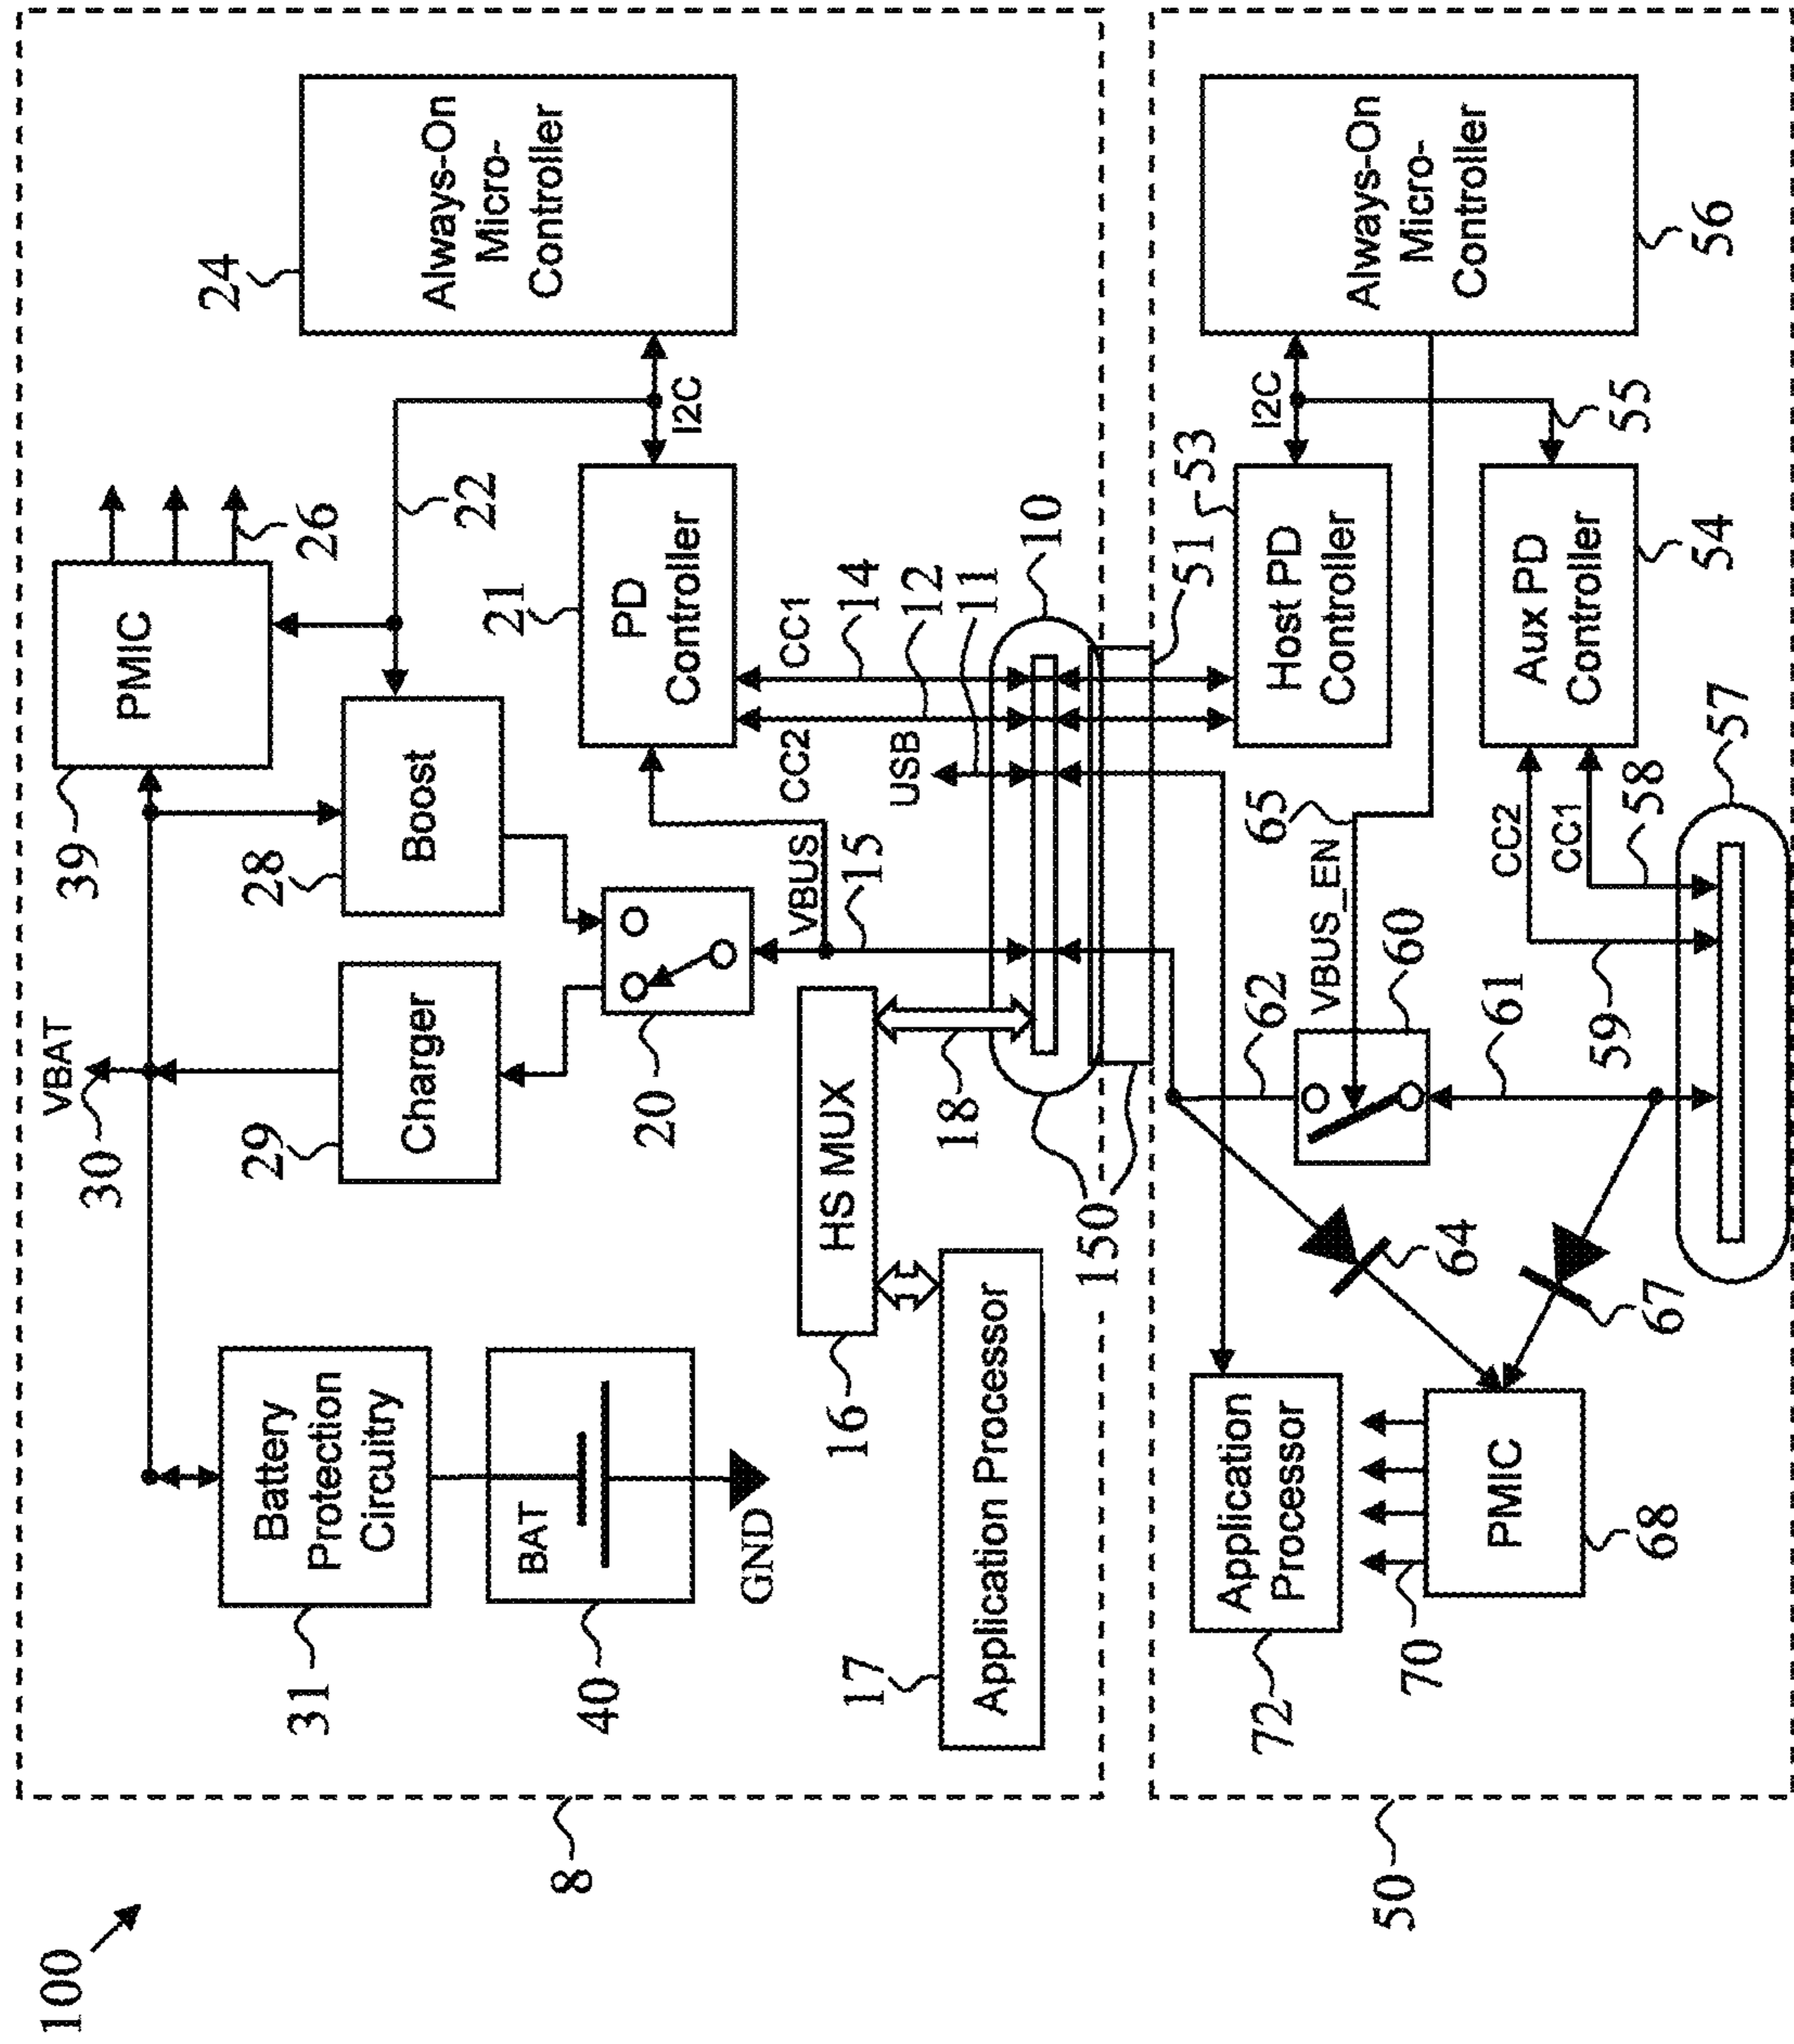 100
8
50
VBAT
30
39
PMIC
26
Battery
Protection
Circuitry
31
BAT
40
GND
Charger
29
Boost
28
22
24
Always-On
Micro-
Controller
I2C
20
VBUS
15
21
PD
Controller
CC1
14
CC2
12
USB
11
HS MUX
16
18
17
Application Processor
10
150
51
53
Host PD
Controller
I2C
Always-On
Micro-
Controller
56
55
Aux PD
Controller
54
CC2
CC1
58
59
57
VBUS_EN
65
60
62
61
64
67
Application
Processor
72
70
PMIC
68